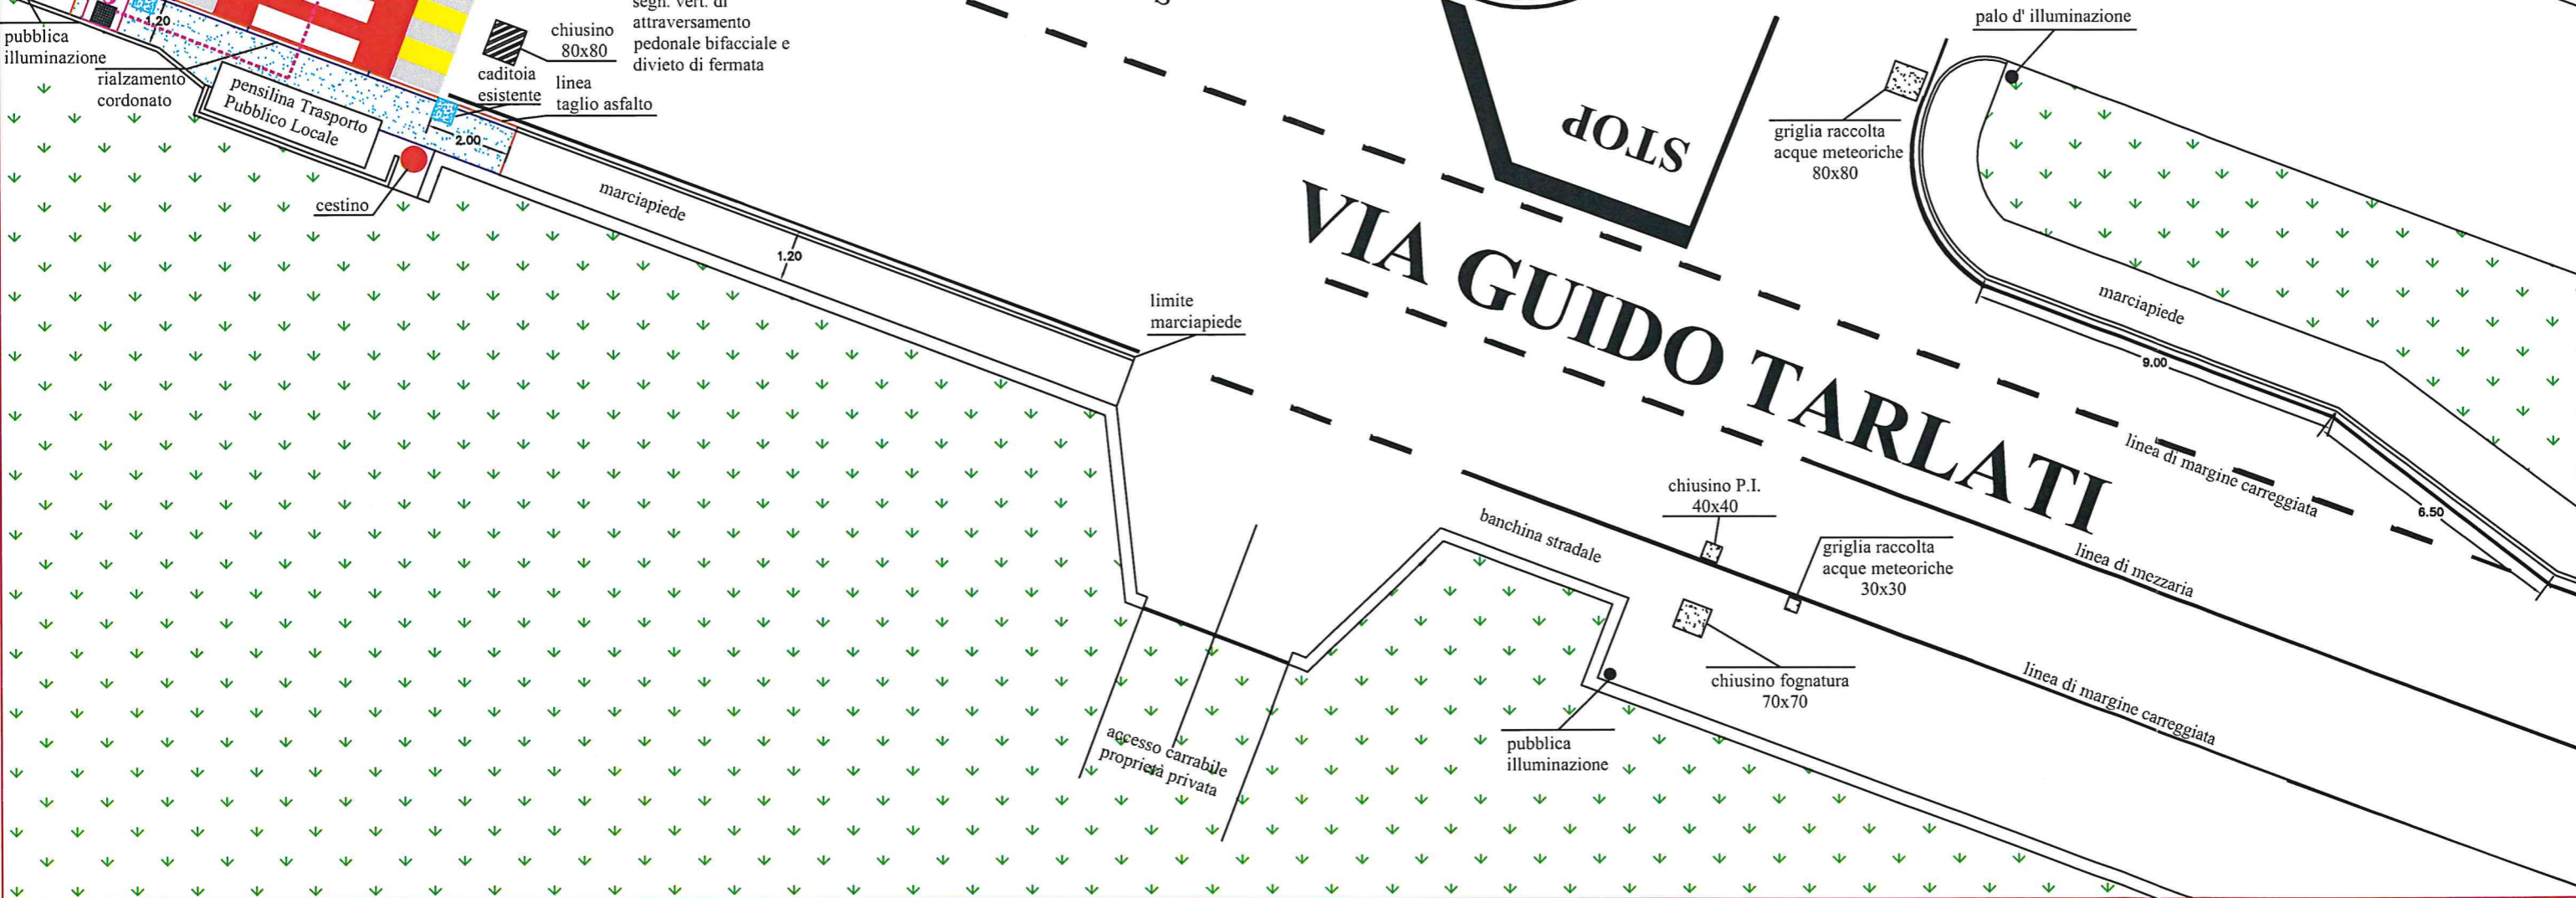 pubblica
illuminazione
1.20
rialzamento
cordonato
pensilina Trasporto
Pubblico Locale
cestino
chiusino
80x80
segn. vert. di
attraversamento
pedonale bifacciale e
divieto di fermata
caditoia
esistente
linea
taglio asfalto
2.00
marciapiede
1.20
limite
marciapiede
STOP
VIA GUIDO TARLATI
palo d' illuminazione
griglia raccolta
acque meteoriche
80x80
marciapiede
9.00
linea di margine carreggiata
6.50
linea di mezzaria
chiusino P.I.
40x40
banchina stradale
griglia raccolta
acque meteoriche
30x30
chiusino fognatura
70x70
linea di margine carreggiata
pubblica
illuminazione
accesso carrabile
proprietà privata